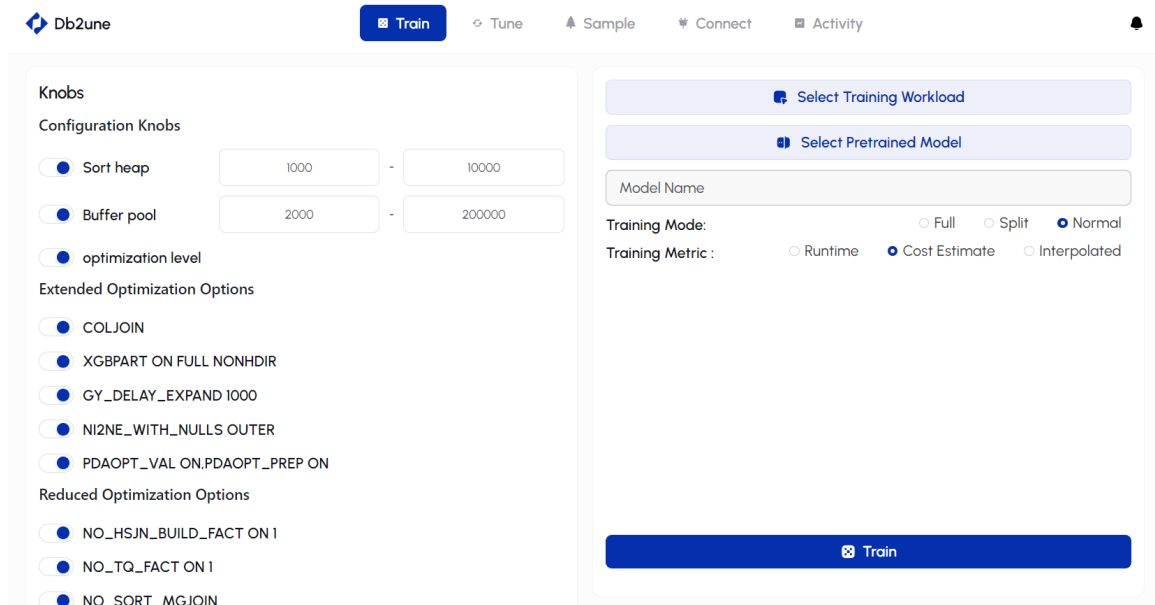 Db2une
Train
Tune
Sample
Connect
Activity
Knobs
Configuration Knobs
Sort heap 1000 - 10000
Buffer pool 2000 - 200000
optimization level
Extended Optimization Options
COLJOIN
XGBPART ON FULL NONHDIR
GY_DELAY_EXPAND 1000
NI2NE_WITH_NULLS OUTER
PDAOPT_VAL ON,PDAOPT_PREP ON
Reduced Optimization Options
NO_HSJN_BUILD_FACT ON 1
NO_TQ_FACT ON 1
NO_SORT_MGJOIN
Select Training Workload
Select Pretrained Model
Model Name
Training Mode: Full Split Normal
Training Metric : Runtime Cost Estimate Interpolated
Train